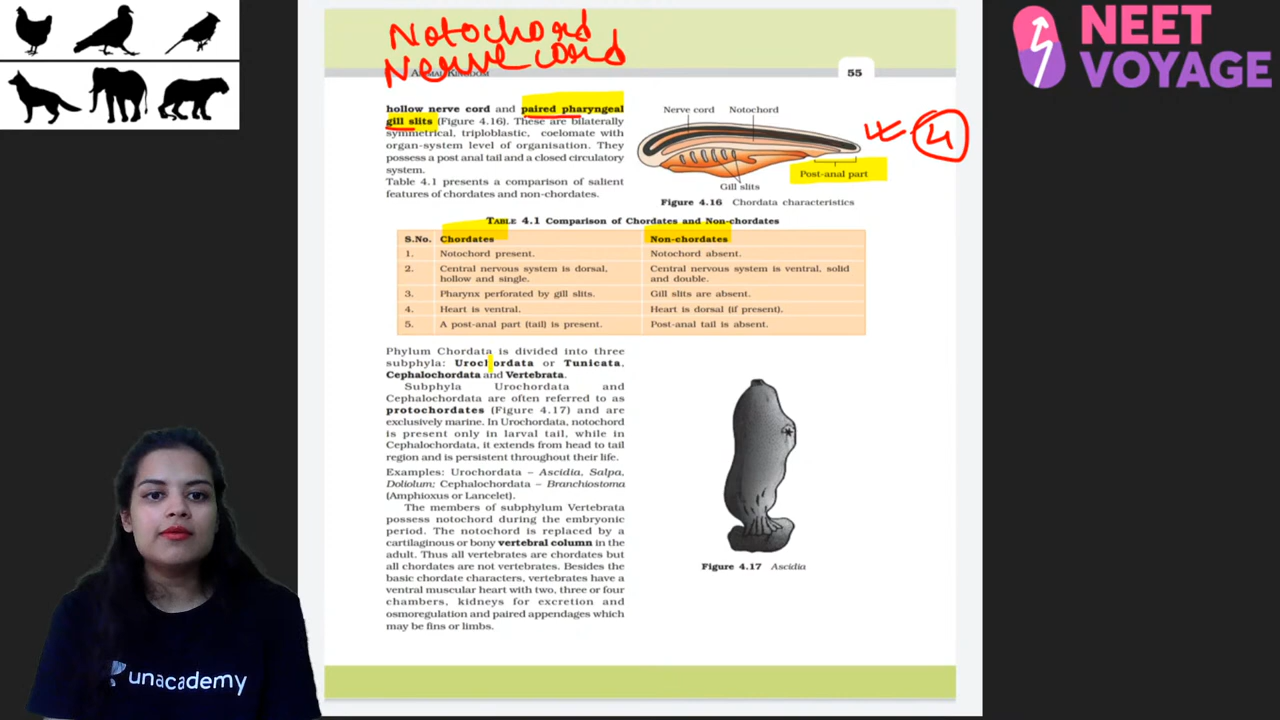 Notochord
Nerve cord
ANIMAL KINGDOM
55
NEET
VOYAGE
hollow nerve cord and paired pharyngeal
gill slits (Figure 4.16). These are bilaterally
symmetrical, triploblastic, coelomate with
organ-system level of organisation. They
possess a post anal tail and a closed circulatory
system.
Table 4.1 presents a comparison of salient
features of chordates and non-chordates.
Nerve cord Notochord
4
Post-anal part
Gill slits
Figure 4.16 Chordata characteristics
TABLE 4.1 Comparison of Chordates and Non-chordates
S.No. Chordates Non-chordates
1. Notochord present. Notochord absent.
2. Central nervous system is dorsal, Central nervous system is ventral, solid
hollow and single. and double.
3. Pharynx perforated by gill slits. Gill slits are absent.
4. Heart is ventral. Heart is dorsal (if present).
5. A post-anal part (tail) is present. Post-anal tail is absent.
Phylum Chordata is divided into three
subphyla: Urochordata or Tunicata,
Cephalochordata and Vertebrata.
Subphyla Urochordata and
Cephalochordata are often referred to as
protochordates (Figure 4.17) and are
exclusively marine. In Urochordata, notochord
is present only in larval tail, while in
Cephalochordata, it extends from head to tail
region and is persistent throughout their life.
Examples: Urochordata – Ascidia, Salpa,
Doliolum; Cephalochordata – Branchiostoma
(Amphioxus or Lancelet).
The members of subphylum Vertebrata
possess notochord during the embryonic
period. The notochord is replaced by a
cartilaginous or bony vertebral column in the
adult. Thus all vertebrates are chordates but
all chordates are not vertebrates. Besides the
basic chordate characters, vertebrates have a
ventral muscular heart with two, three or four
chambers, kidneys for excretion and
osmoregulation and paired appendages which
may be fins or limbs.
Figure 4.17 Ascidia
unacademy